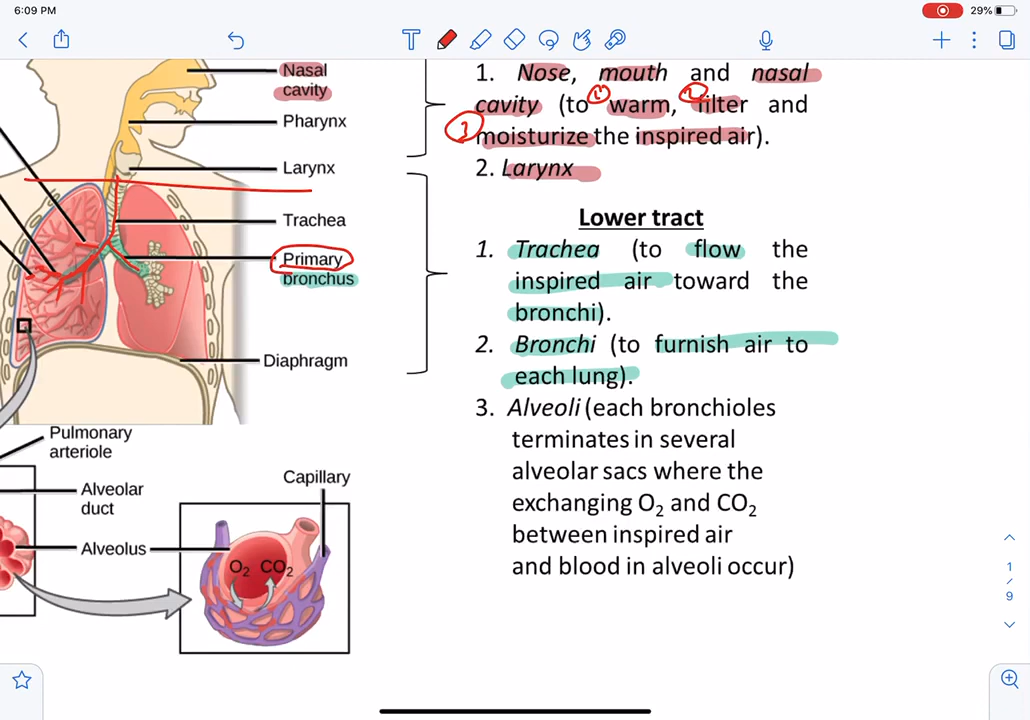 6:09 PM
29%
Nasal
cavity
Pharynx
Larynx
Trachea
Primary
bronchus
Diaphragm
Pulmonary
arteriole
Alveolar
duct
Alveolus
Capillary
O₂ CO₂
1. Nose, mouth and nasal
cavity (to ① warm, ② filter and
③ moisturize the inspired air).
2. Larynx
Lower tract
1. Trachea (to flow the
inspired air toward the
bronchi).
2. Bronchi (to furnish air to
each lung).
3. Alveoli (each bronchioles
terminates in several
alveolar sacs where the
exchanging O₂ and CO₂
between inspired air
and blood in alveoli occur)
1
/
9